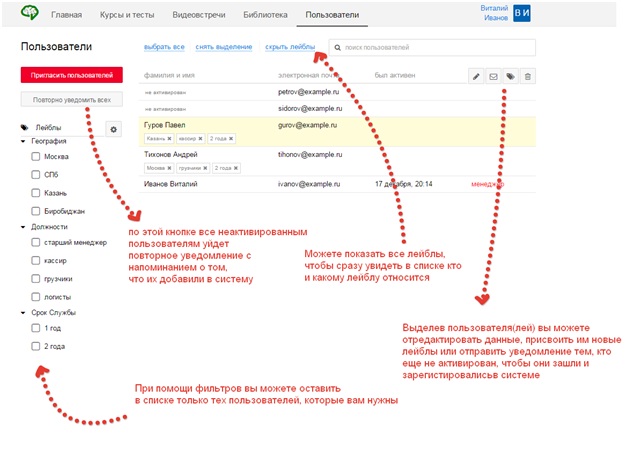 Главная Курсы и тесты Видеовстречи Библиотека Пользователи
Виталий
Иванов
ВИ
Пользователи
выбрать все снять выделение скрыть лейблы
поиск пользователей
Пригласить пользователей
фамилия и имя электронная почта был активен
не активирован petrov@example.ru
Повторно уведомить всех
не активирован sidorov@example.ru
Гуров Павел gurov@example.ru
Казань × кассир × 2 года ×
Тихонов Андрей tihonov@example.ru
Москва × грузчики × 2 года ×
Иванов Виталий ivanov@example.ru 17 декабря, 20:14 менеджер
Лейблы
География
Москва
СПб
Казань
Биробиджан
Должности
старший менеджер
кассир
грузчики
логисты
Срок Службы
1 год
2 года
по этой кнопке все неактивированным
пользователям уйдет
повторное уведомление с
напоминанием о том,
что их добавили в систему
Можете показать все лейблы,
чтобы сразу увидеть в списке кто
и какому лейблу относится
Выделев пользователя(лей) вы можете
отредактировать данные, присвоить им новые
лейблы или отправить уведомление тем, кто
еще не активирован, чтобы они зашли и
зарегистировалисьв системе
При помощи фильтров вы можете оставить
в списке только тех пользователей, которые вам нужны